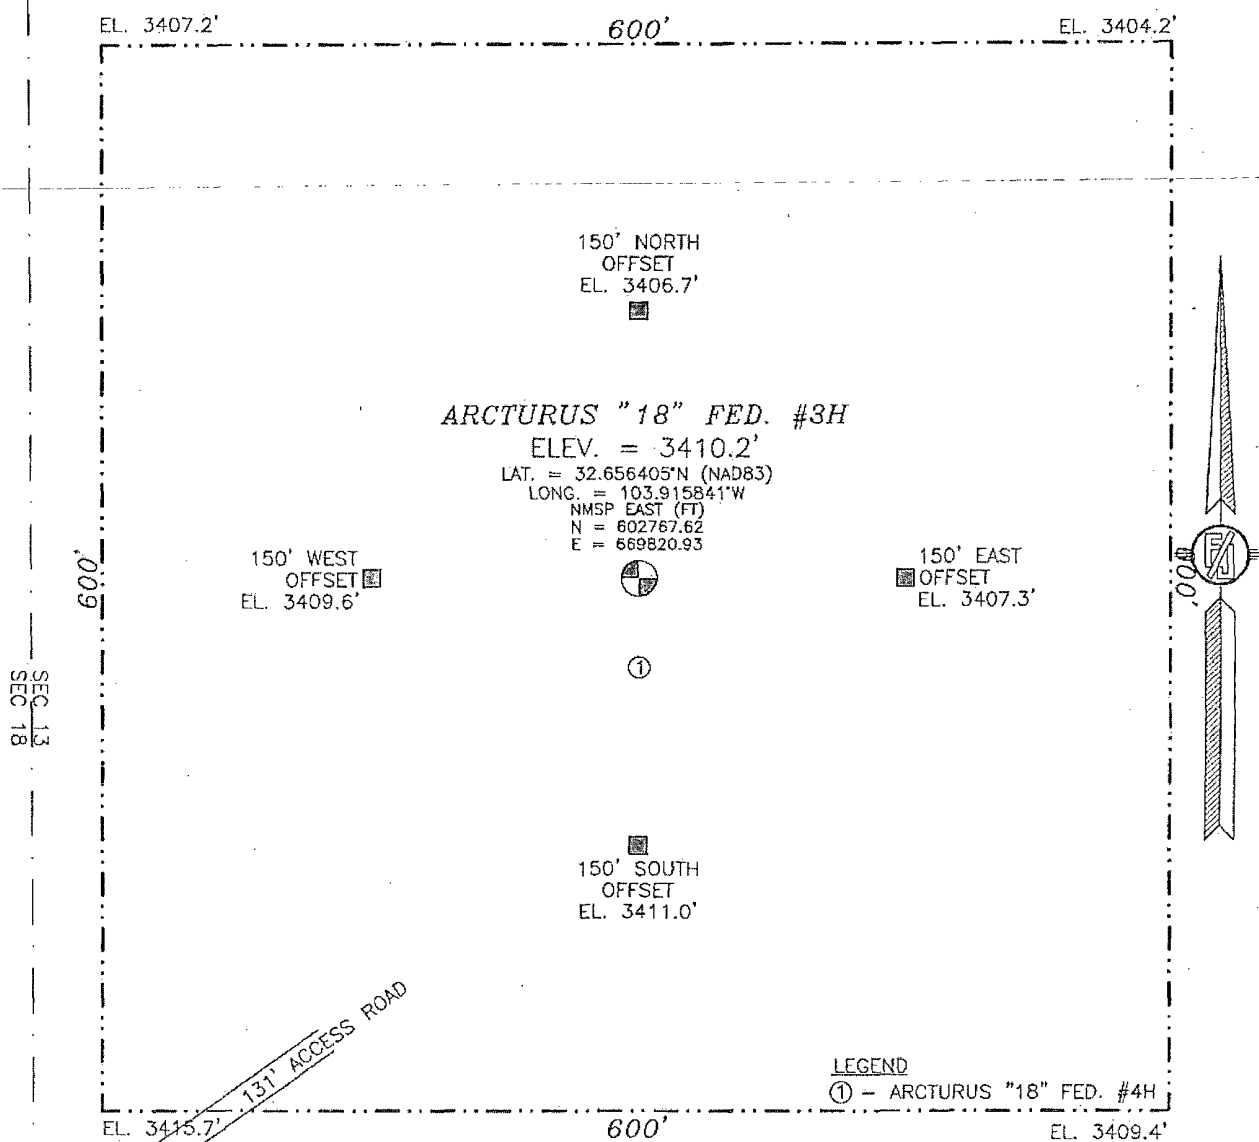 EL. 3407.2'
600'
EL. 3404.2'
150' NORTH
OFFSET
EL. 3406.7'
ARCTURUS "18" FED. #3H
ELEV. = 3410.2'
LAT. = 32.656405°N (NAD83)
LONG. = 103.915841°W
NMSP EAST (FT)
N = 602767.62
E = 669820.93
600'
150' WEST
OFFSET
EL. 3409.6'
150' EAST
OFFSET
EL. 3407.3'
1
SEC 13
SEC 18
150' SOUTH
OFFSET
EL. 3411.0'
131' ACCESS ROAD
LEGEND
1 - ARCTURUS "18" FED. #4H
EL. 3415.7'
600'
EL. 3409.4'